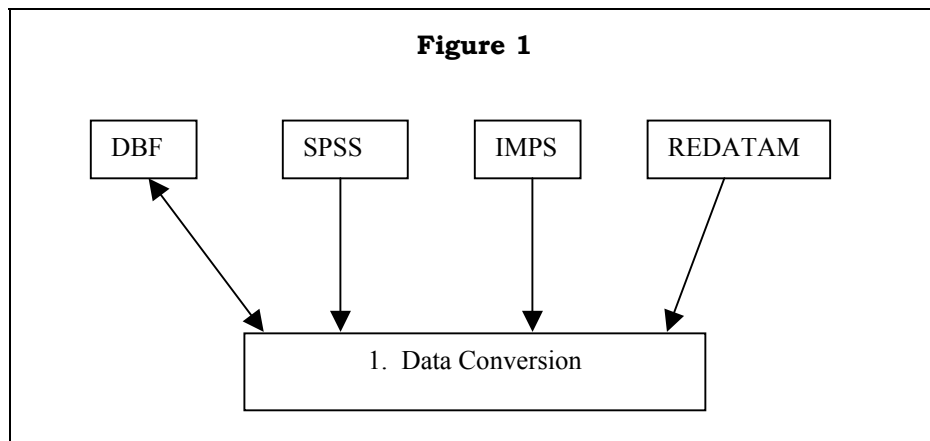 Figure 1
DBF
SPSS
IMPS
REDATAM
1. Data Conversion